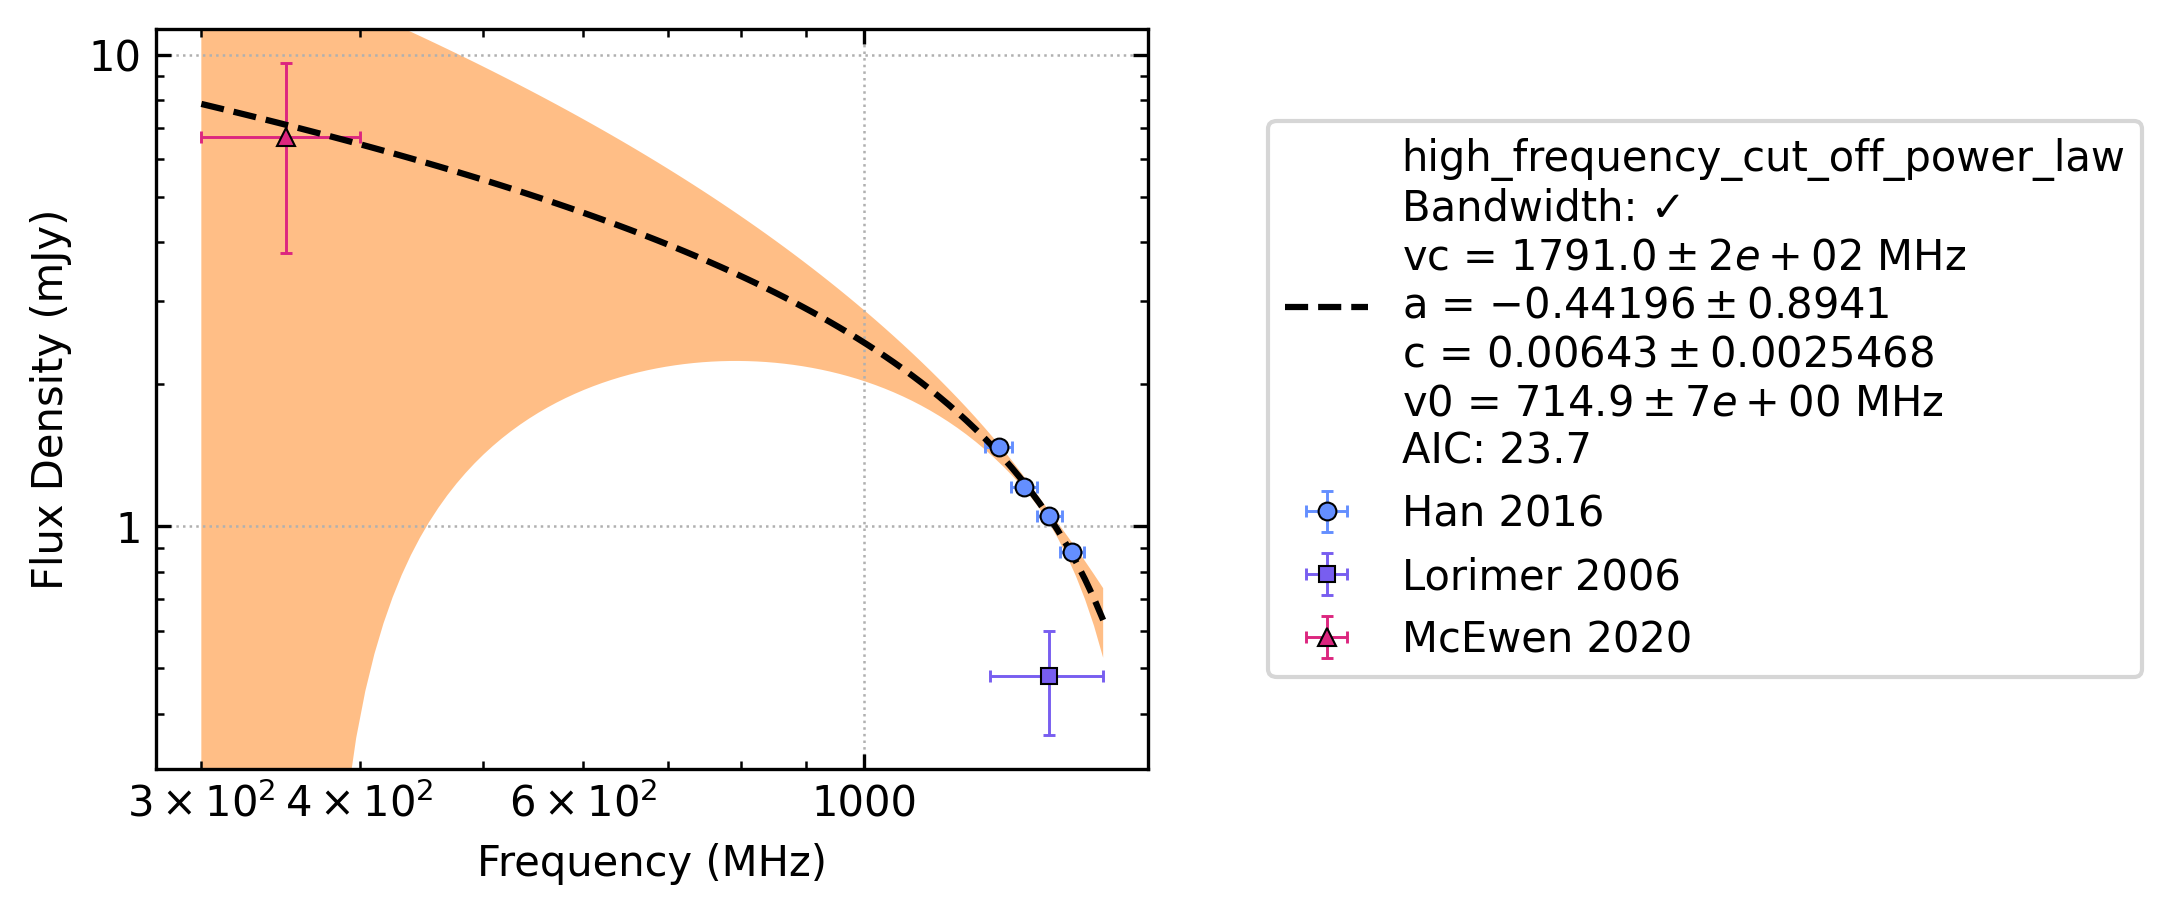 10
1
Flux Density (mJy)
3 × 10² 4 × 10² 6 × 10² 1000
Frequency (MHz)
high_frequency_cut_off_power_law
Bandwidth: ✓
vc = 1791.0 ± 2e + 02 MHz
a = −0.44196 ± 0.8941
c = 0.00643 ± 0.0025468
v0 = 714.9 ± 7e + 00 MHz
AIC: 23.7
Han 2016
Lorimer 2006
McEwen 2020